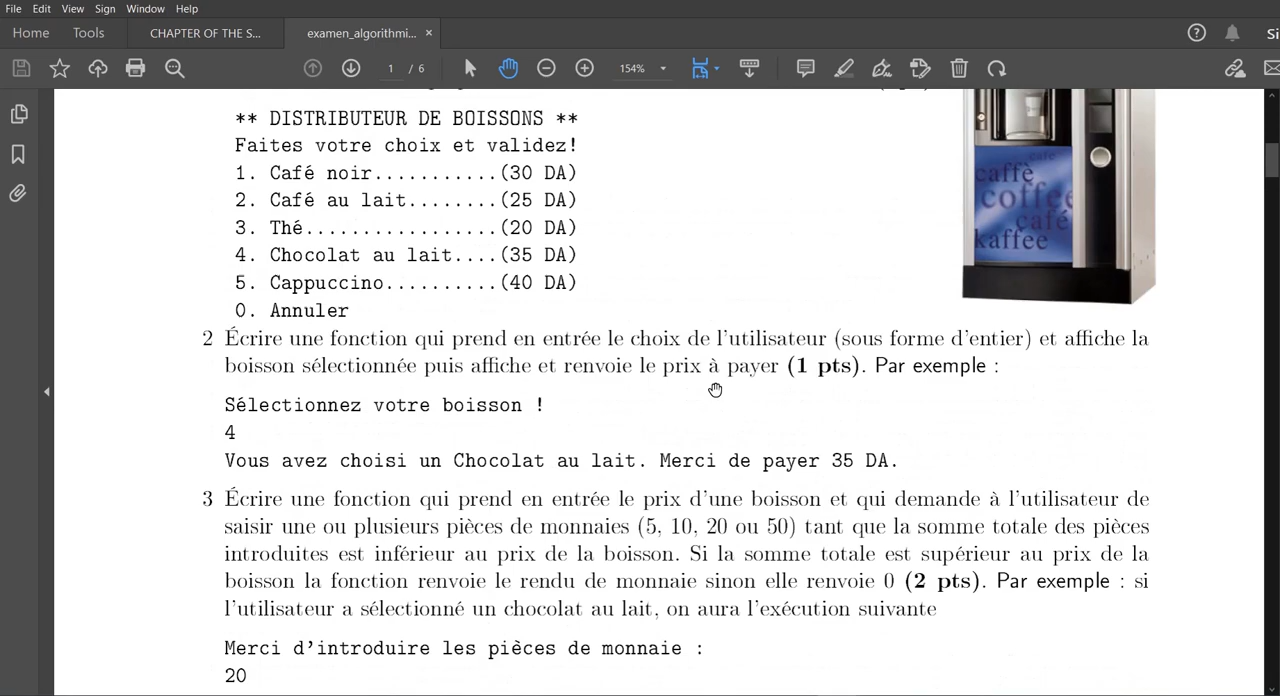 File Edit View Sign Window Help
Home Tools CHAPTER OF THE S... examen_algorithmi... × ? Si
1 / 6 154%
** DISTRIBUTEUR DE BOISSONS **
Faites votre choix et validez!
1. Café noir...........(30 DA)
2. Café au lait........(25 DA)
3. Thé.................(20 DA)
4. Chocolat au lait....(35 DA)
5. Cappuccino..........(40 DA)
0. Annuler
cafe
caffè
coffee
café
kaffee
2 Écrire une fonction qui prend en entrée le choix de l'utilisateur (sous forme d'entier) et affiche la
boisson sélectionnée puis affiche et renvoie le prix à payer (1 pts). Par exemple :
Sélectionnez votre boisson !
4
Vous avez choisi un Chocolat au lait. Merci de payer 35 DA.
3 Écrire une fonction qui prend en entrée le prix d'une boisson et qui demande à l'utilisateur de
saisir une ou plusieurs pièces de monnaies (5, 10, 20 ou 50) tant que la somme totale des pièces
introduites est inférieur au prix de la boisson. Si la somme totale est supérieur au prix de la
boisson la fonction renvoie le rendu de monnaie sinon elle renvoie 0 (2 pts). Par exemple : si
l'utilisateur a sélectionné un chocolat au lait, on aura l'exécution suivante
Merci d'introduire les pièces de monnaie :
20